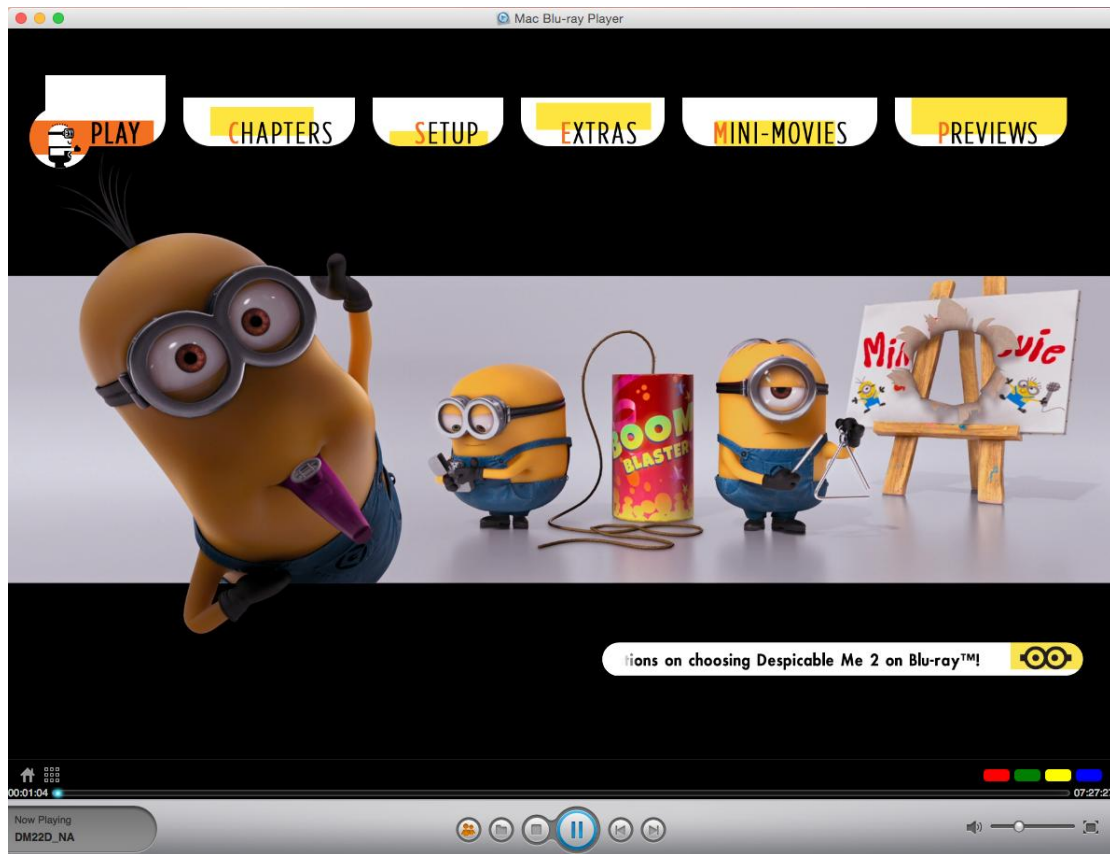 Mac Blu-ray Player
PLAY
CHAPTERS
SETUP
EXTRAS
MINI-MOVIES
PREVIEWS
BOOM
BLASTER
tions on choosing Despicable Me 2 on Blu-ray™!
00:01:04
07:27:27
Now Playing
DM22D_NA